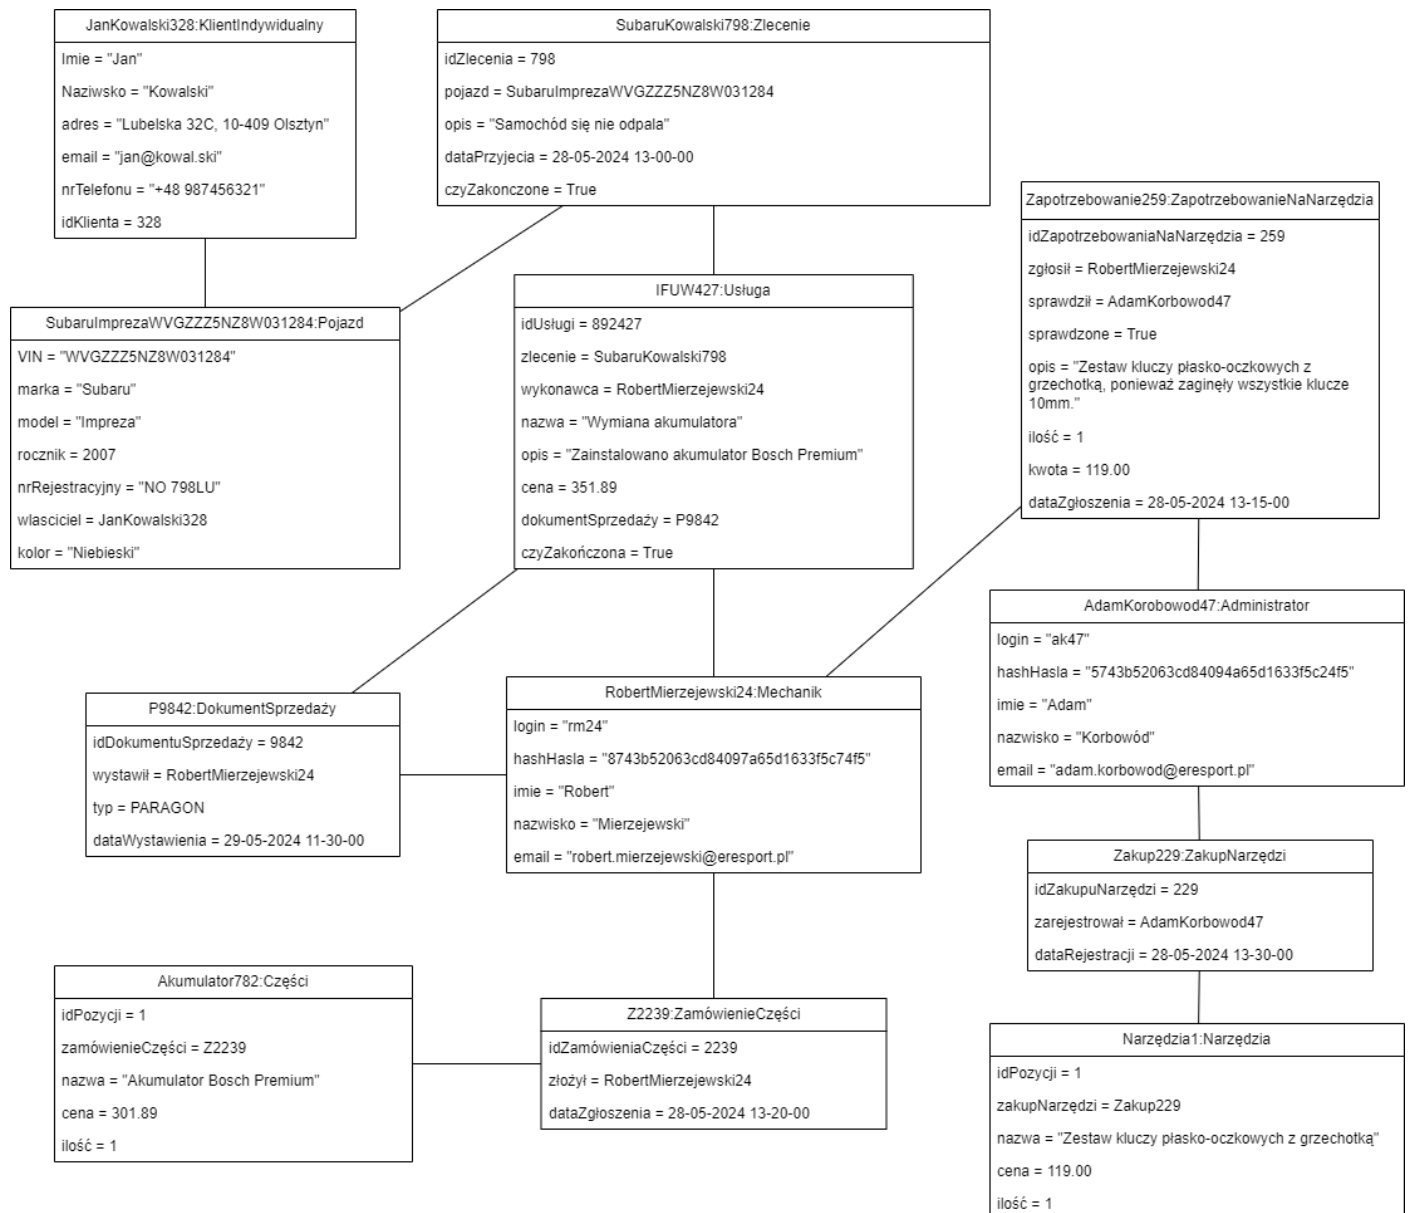 JanKowalski328:KlientIndywidualny
Imie = "Jan"
Naziwsko = "Kowalski"
adres = "Lubelska 32C, 10-409 Olsztyn"
email = "jan@kowal.ski"
nrTelefonu = "+48 987456321"
idKlienta = 328
SubaruKowalski798:Zlecenie
idZlecenia = 798
pojazd = SubaruImprezaWVGZZZ5NZ8W031284
opis = "Samochód się nie odpala"
dataPrzyjecia = 28-05-2024 13-00-00
czyZakonczone = True
Zapotrzebowanie259:ZapotrzebowanieNaNarzędzia
idZapotrzebowaniaNaNarzędzia = 259
zgłosił = RobertMierzejewski24
sprawdził = AdamKorbowod47
sprawdzone = True
opis = "Zestaw kluczy płasko-oczkowych z
grzechotką, ponieważ zaginęły wszystkie klucze
10mm."
ilość = 1
kwota = 119.00
dataZgłoszenia = 28-05-2024 13-15-00
SubaruImprezaWVGZZZ5NZ8W031284:Pojazd
VIN = "WVGZZZ5NZ8W031284"
marka = "Subaru"
model = "Impreza"
rocznik = 2007
nrRejestracyjny = "NO 798LU"
wlasciciel = JanKowalski328
kolor = "Niebieski"
IFUW427:Usługa
idUsługi = 892427
zlecenie = SubaruKowalski798
wykonawca = RobertMierzejewski24
nazwa = "Wymiana akumulatora"
opis = "Zainstalowano akumulator Bosch Premium"
cena = 351.89
dokumentSprzedaży = P9842
czyZakończona = True
AdamKorobowod47:Administrator
login = "ak47"
hashHasla = "5743b52063cd84094a65d1633f5c24f5"
imie = "Adam"
nazwisko = "Korbowód"
email = "adam.korbowod@eresport.pl"
P9842:DokumentSprzedaży
idDokumentuSprzedaży = 9842
wystawił = RobertMierzejewski24
typ = PARAGON
dataWystawienia = 29-05-2024 11-30-00
RobertMierzejewski24:Mechanik
login = "rm24"
hashHasla = "8743b52063cd84097a65d1633f5c74f5"
imie = "Robert"
nazwisko = "Mierzejewski"
email = "robert.mierzejewski@eresport.pl"
Zakup229:ZakupNarzędzi
idZakupuNarzędzi = 229
zarejestrował = AdamKorbowod47
dataRejestracji = 28-05-2024 13-30-00
Akumulator782:Części
idPozycji = 1
zamówienieCzęści = Z2239
nazwa = "Akumulator Bosch Premium"
cena = 301.89
ilość = 1
Z2239:ZamówienieCzęści
idZamówieniaCzęści = 2239
złożył = RobertMierzejewski24
dataZgłoszenia = 28-05-2024 13-20-00
Narzędzia1:Narzędzia
idPozycji = 1
zakupNarzędzi = Zakup229
nazwa = "Zestaw kluczy płasko-oczkowych z grzechotką"
cena = 119.00
ilość = 1